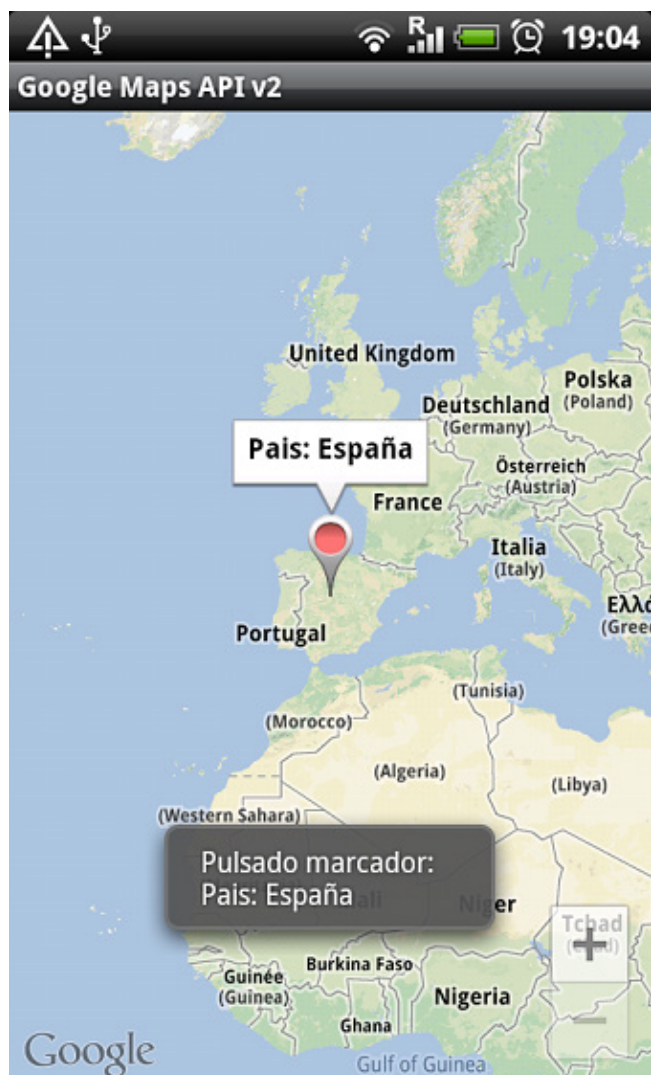 R
19:04
Google Maps API v2
United Kingdom
Polska
(Poland)
Deutschland
(Germany)
Pais: España
Österreich
(Austria)
France
Italia
(Italy)
Portugal
(Tunisia)
(Morocco)
(Algeria)
(Libya)
(Western Sahara)
Pulsado marcador:
Pais: España
Niger
Tchad
+
Burkina Faso
Guinée
(Guinea)
Nigeria
Ghana
Google
Gulf of Guinea